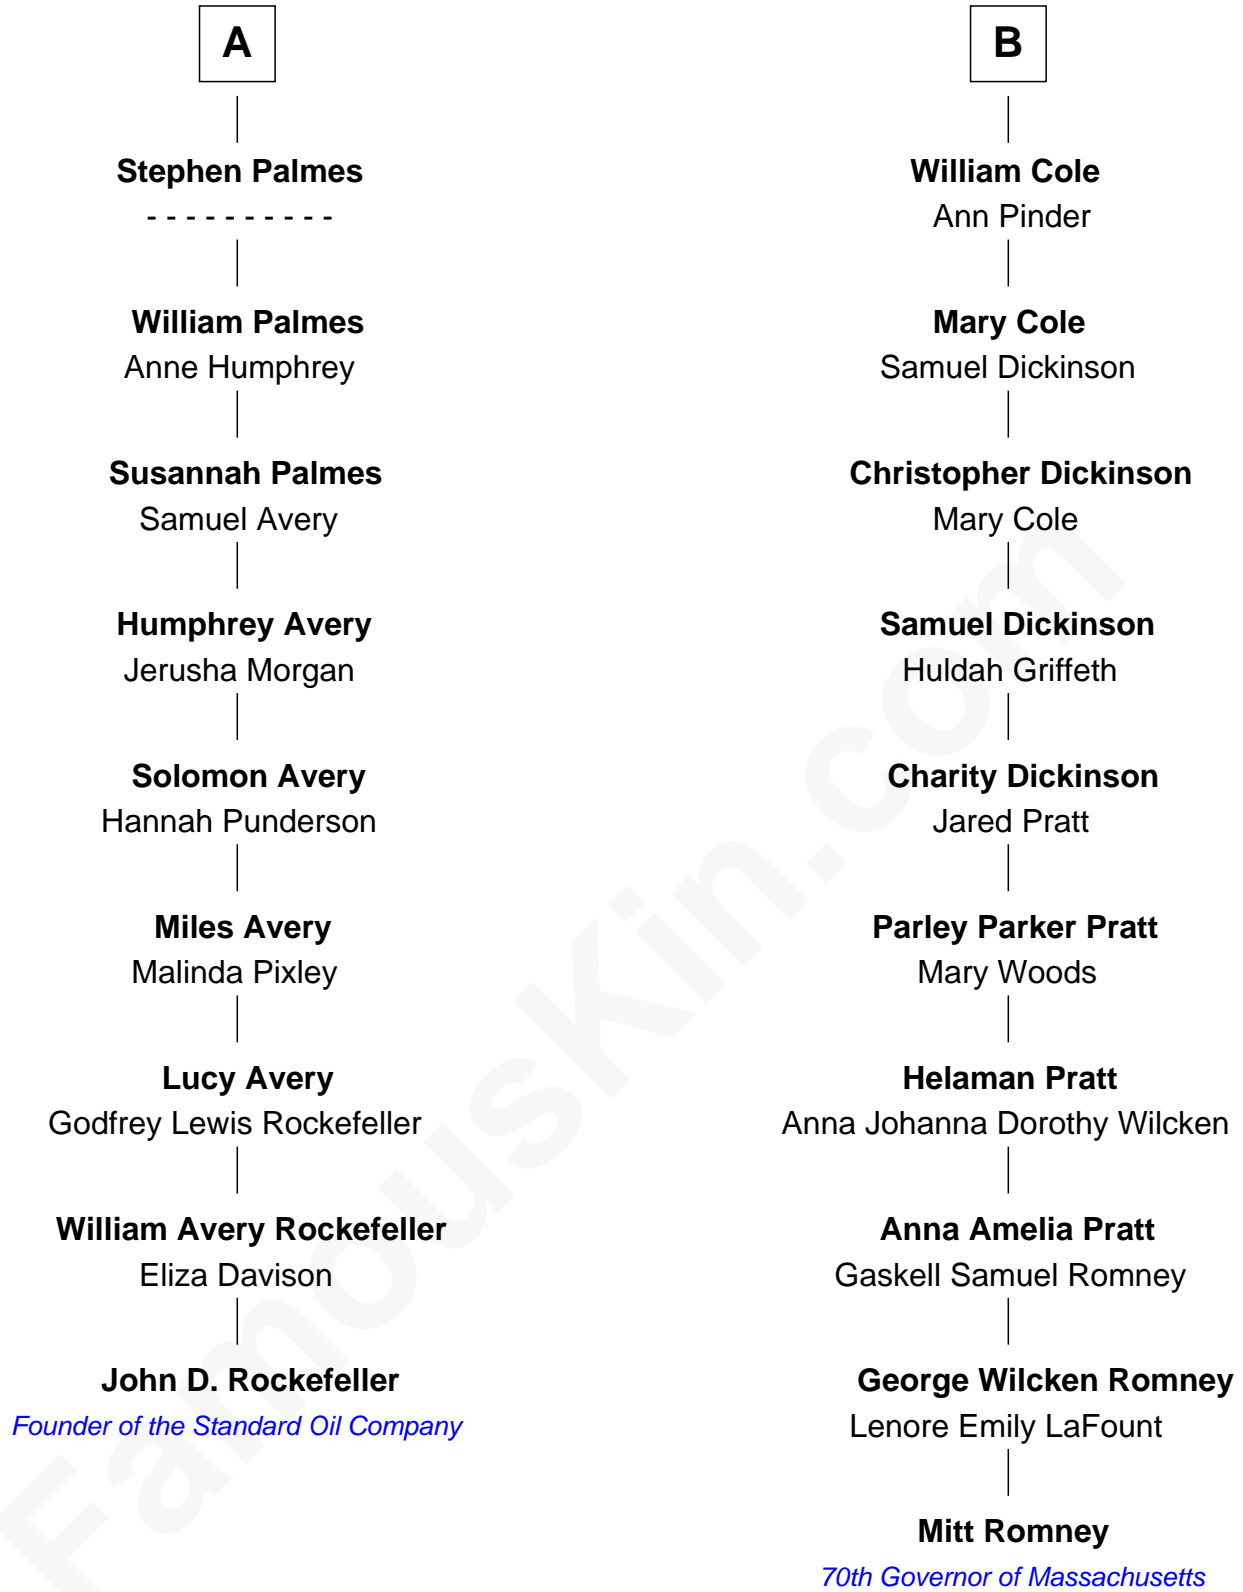 A
Stephen Palmes
- - - - - - - - - -
William Palmes
Anne Humphrey
Susannah Palmes
Samuel Avery
Humphrey Avery
Jerusha Morgan
Solomon Avery
Hannah Punderson
Miles Avery
Malinda Pixley
Lucy Avery
Godfrey Lewis Rockefeller
William Avery Rockefeller
Eliza Davison
John D. Rockefeller
Founder of the Standard Oil Company
B
William Cole
Ann Pinder
Mary Cole
Samuel Dickinson
Christopher Dickinson
Mary Cole
Samuel Dickinson
Huldah Griffeth
Charity Dickinson
Jared Pratt
Parley Parker Pratt
Mary Woods
Helaman Pratt
Anna Johanna Dorothy Wilcken
Anna Amelia Pratt
Gaskell Samuel Romney
George Wilcken Romney
Lenore Emily LaFount
Mitt Romney
70th Governor of Massachusetts
FamousKin.com